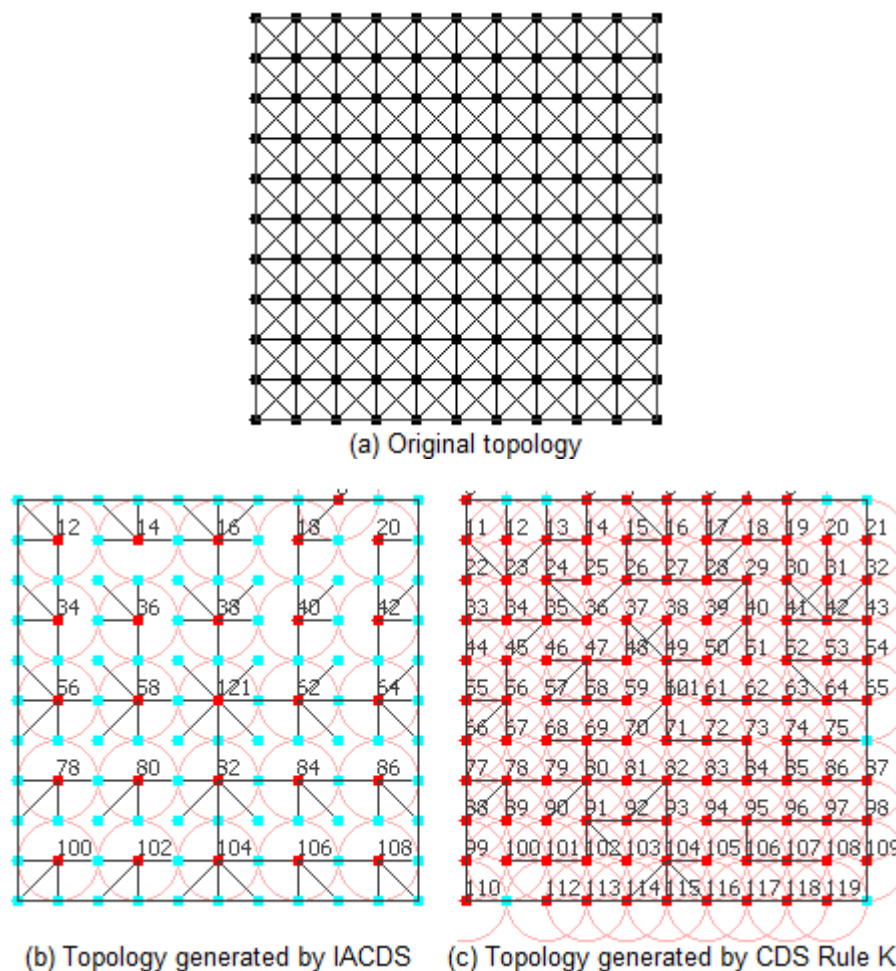 (a) Original topology
12 14 16 18 20
34 36 38 40 42
56 58 121 62 64
78 80 82 84 86
100 102 104 106 108
(b) Topology generated by IACDS
11 12 13 14 15 16 17 18 19 20 21
22 23 24 25 26 27 28 29 30 31 32
33 34 35 36 37 38 39 40 41 42 43
44 45 46 47 48 49 50 51 52 53 54
55 56 57 58 59 61 62 63 64 65
66 67 68 69 70 71 72 73 74 75
77 78 79 80 81 82 83 84 85 86 87
88 89 90 91 92 93 94 95 96 97 98
99 100 101 102 103 104 105 106 107 108 109
110 112 113 114 115 116 117 118 119
(c) Topology generated by CDS Rule K